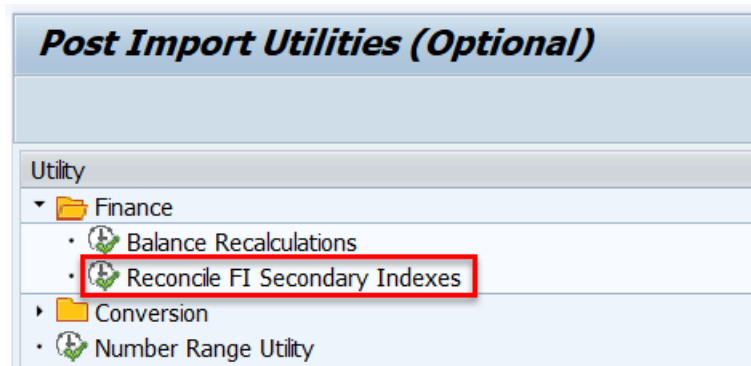 Post Import Utilities (Optional)
Utility
Finance
Balance Recalculations
Reconcile FI Secondary Indexes
Conversion
Number Range Utility